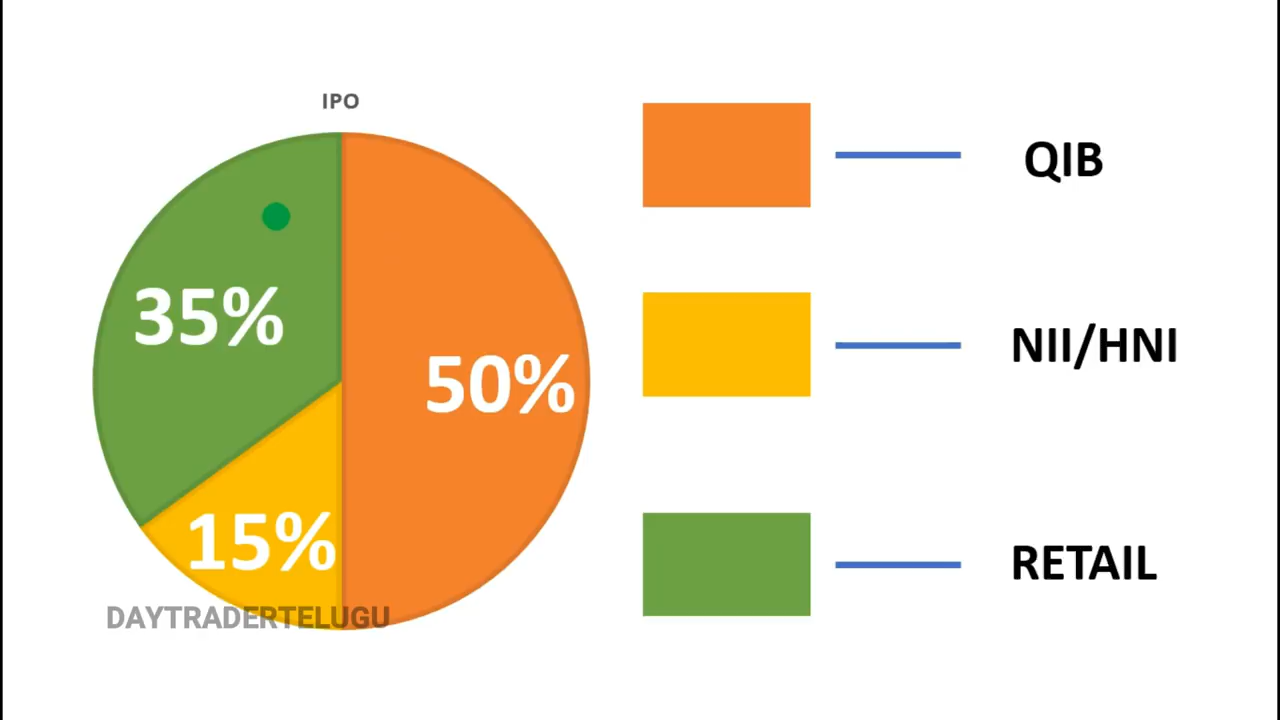 IPO
35%
50%
15%
DAYTRADERTELUGU
QIB
NII/HNI
RETAIL